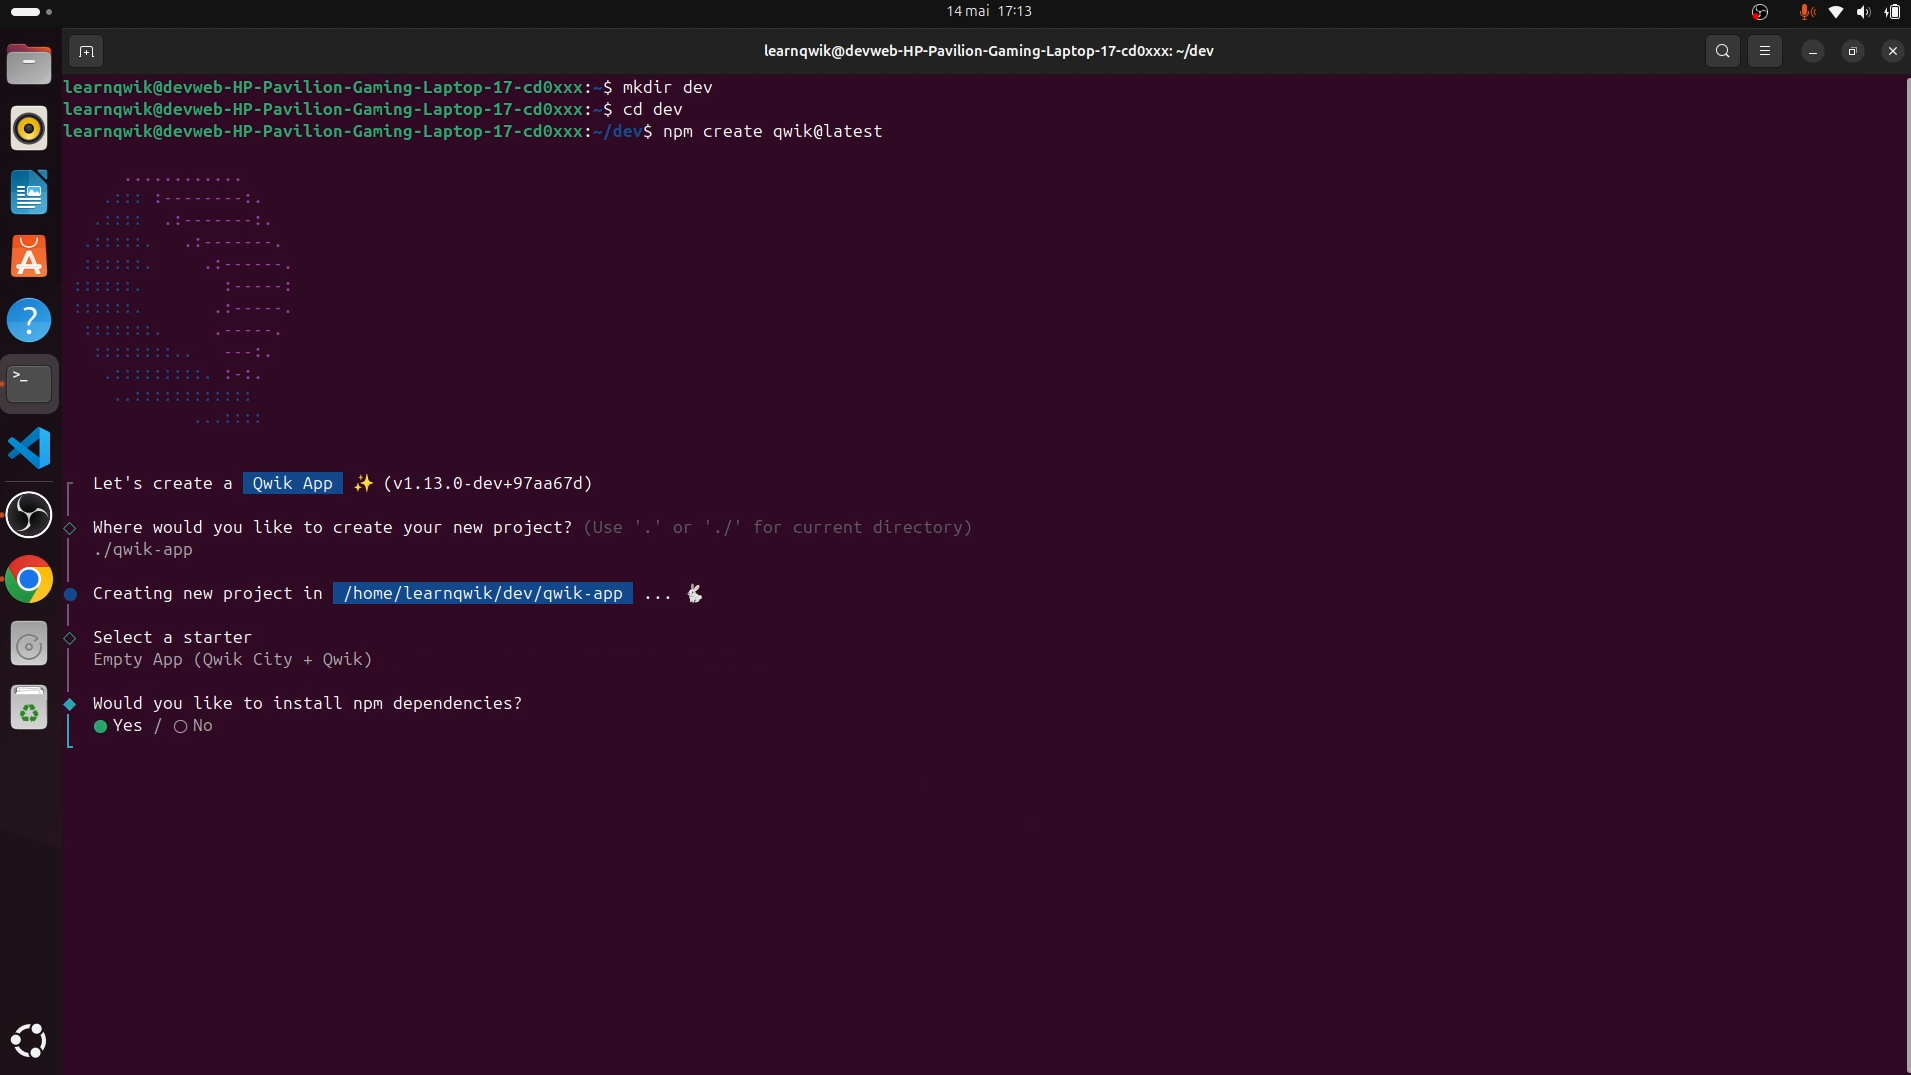 14 mai 17:13
learnqwik@devweb-HP-Pavilion-Gaming-Laptop-17-cd0xxx: ~/dev
learnqwik@devweb-HP-Pavilion-Gaming-Laptop-17-cd0xxx:~$ mkdir dev
learnqwik@devweb-HP-Pavilion-Gaming-Laptop-17-cd0xxx:~$ cd dev
learnqwik@devweb-HP-Pavilion-Gaming-Laptop-17-cd0xxx:~/dev$ npm create qwik@latest
Let's create a Qwik App ✨ (v1.13.0-dev+97aa67d)
Where would you like to create your new project? (Use '.' or './' for current directory)
./qwik-app
Creating new project in /home/learnqwik/dev/qwik-app ... 🐇
Select a starter
Empty App (Qwik City + Qwik)
Would you like to install npm dependencies?
● Yes / ○ No